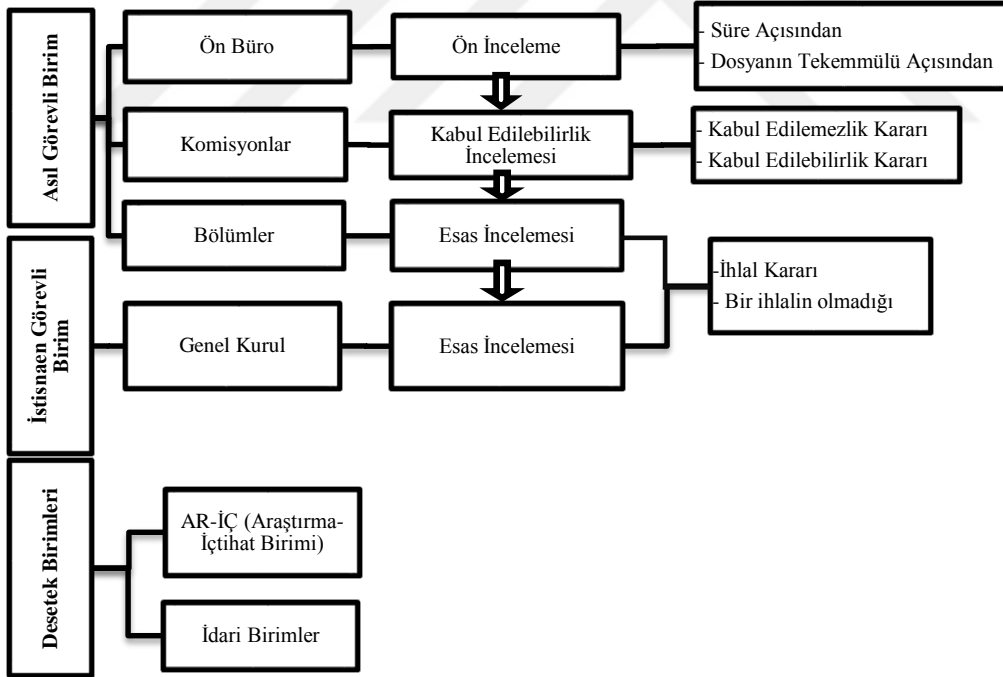 Asıl Görevli Birim
Ön Büro
Ön İnceleme
- Süre Açısından
- Dosyanın Tekemmülü Açısından
Komisyonlar
Kabul Edilebilirlik
İncelemesi
- Kabul Edilemezlik Kararı
- Kabul Edilebilirlik Kararı
Bölümler
Esas İncelemesi
-İhlal Kararı
- Bir ihlalin olmadığı
İstisnaen Görevli
Birim
Genel Kurul
Esas İncelemesi
Desetek Birimleri
AR-İÇ (Araştırma-
İçtihat Birimi)
İdari Birimler